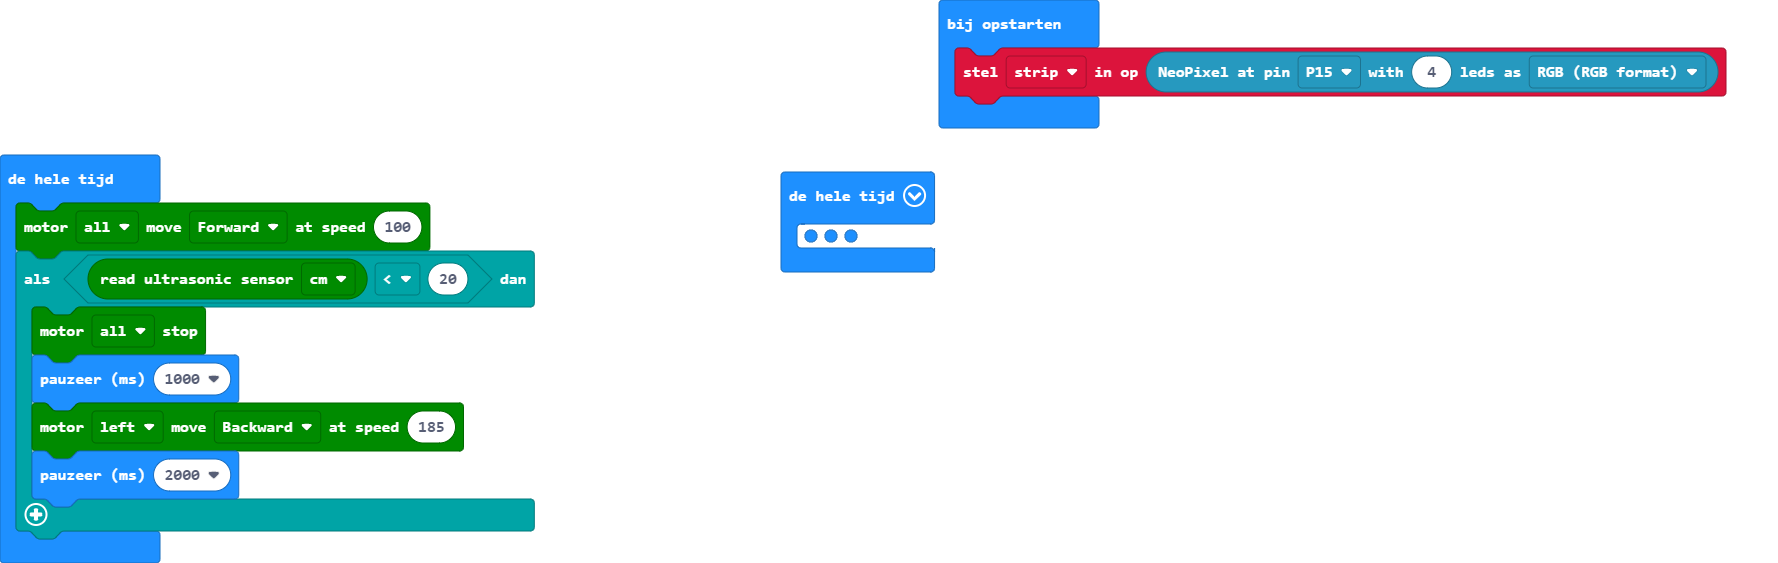 bij opstarten
stel strip in op NeoPixel at pin P15 with 4 leds as RGB (RGB format)
de hele tijd
motor all move Forward at speed 100
als read ultrasonic sensor cm < 20 dan
motor all stop
pauzeer (ms) 1000
motor left move Backward at speed 185
pauzeer (ms) 2000
de hele tijd